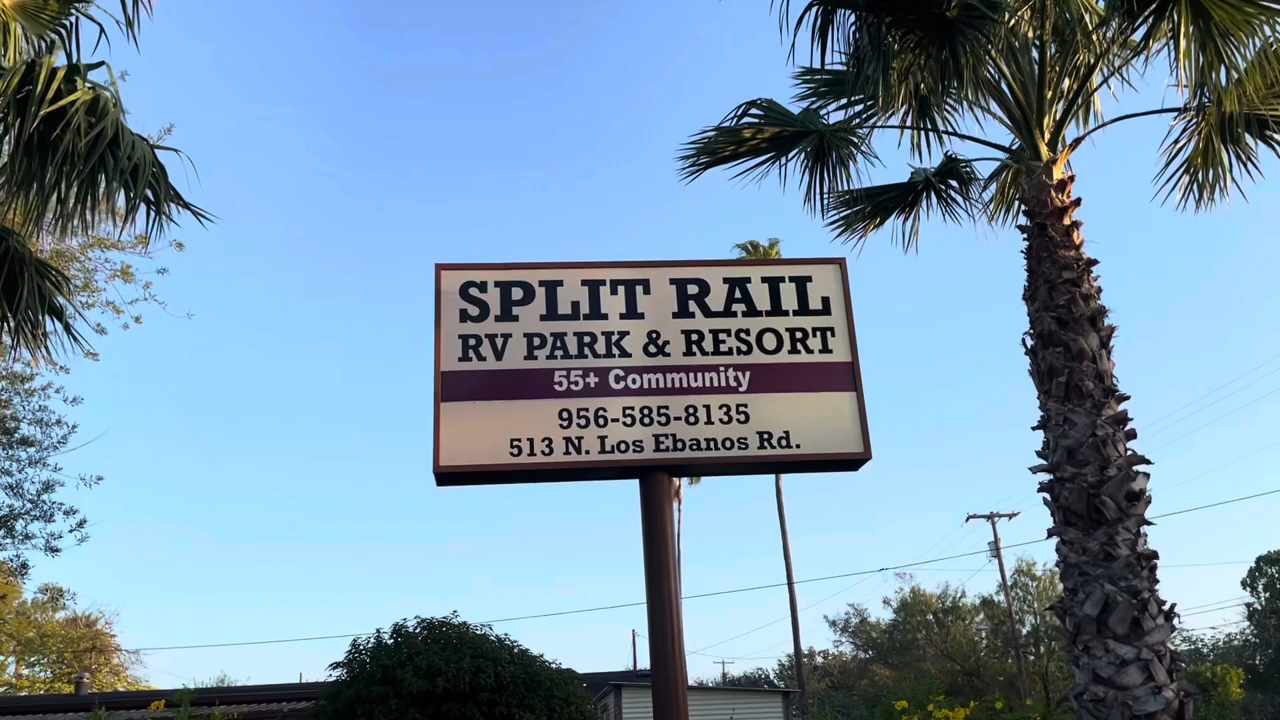 SPLIT RAIL
RV PARK & RESORT
55+ Community
956-585-8135
513 N. Los Ebanos Rd.